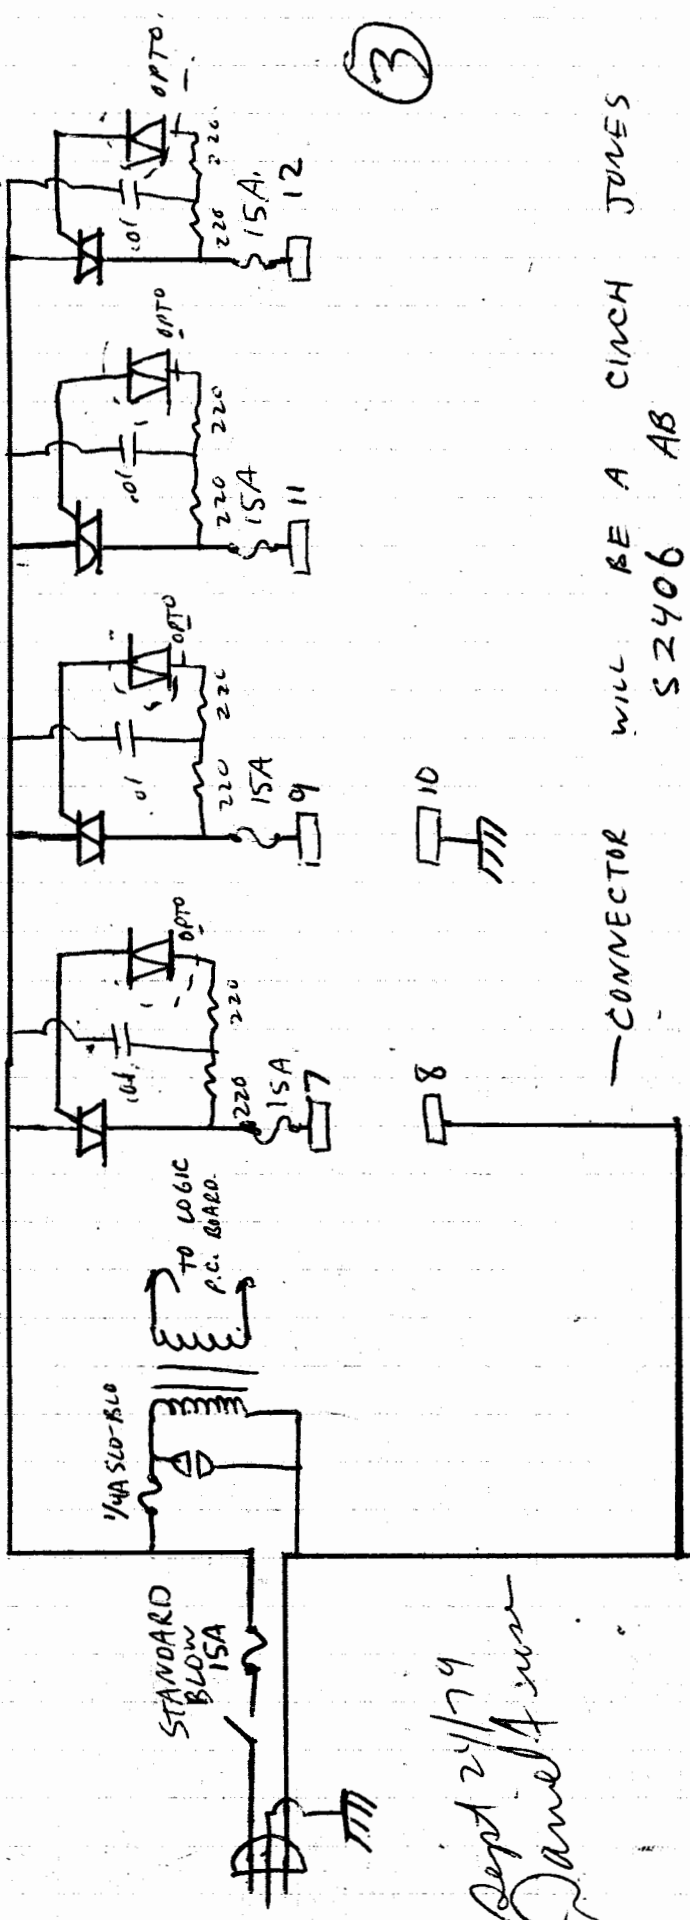 3
STANDARD
BLOW
15A
1/4A SLO-BLO
TO LOGIC
P.C. BOARD.
.01
OPTO
220
220
15A
7
.01
OPTO
220
220
15A
9
.01
OPTO
220
220
15A
11
.01
OPTO.
220
220
15A.
12
8
10
— CONNECTOR WILL BE A CINCH JONES
S2406 AB
Sept 24/79